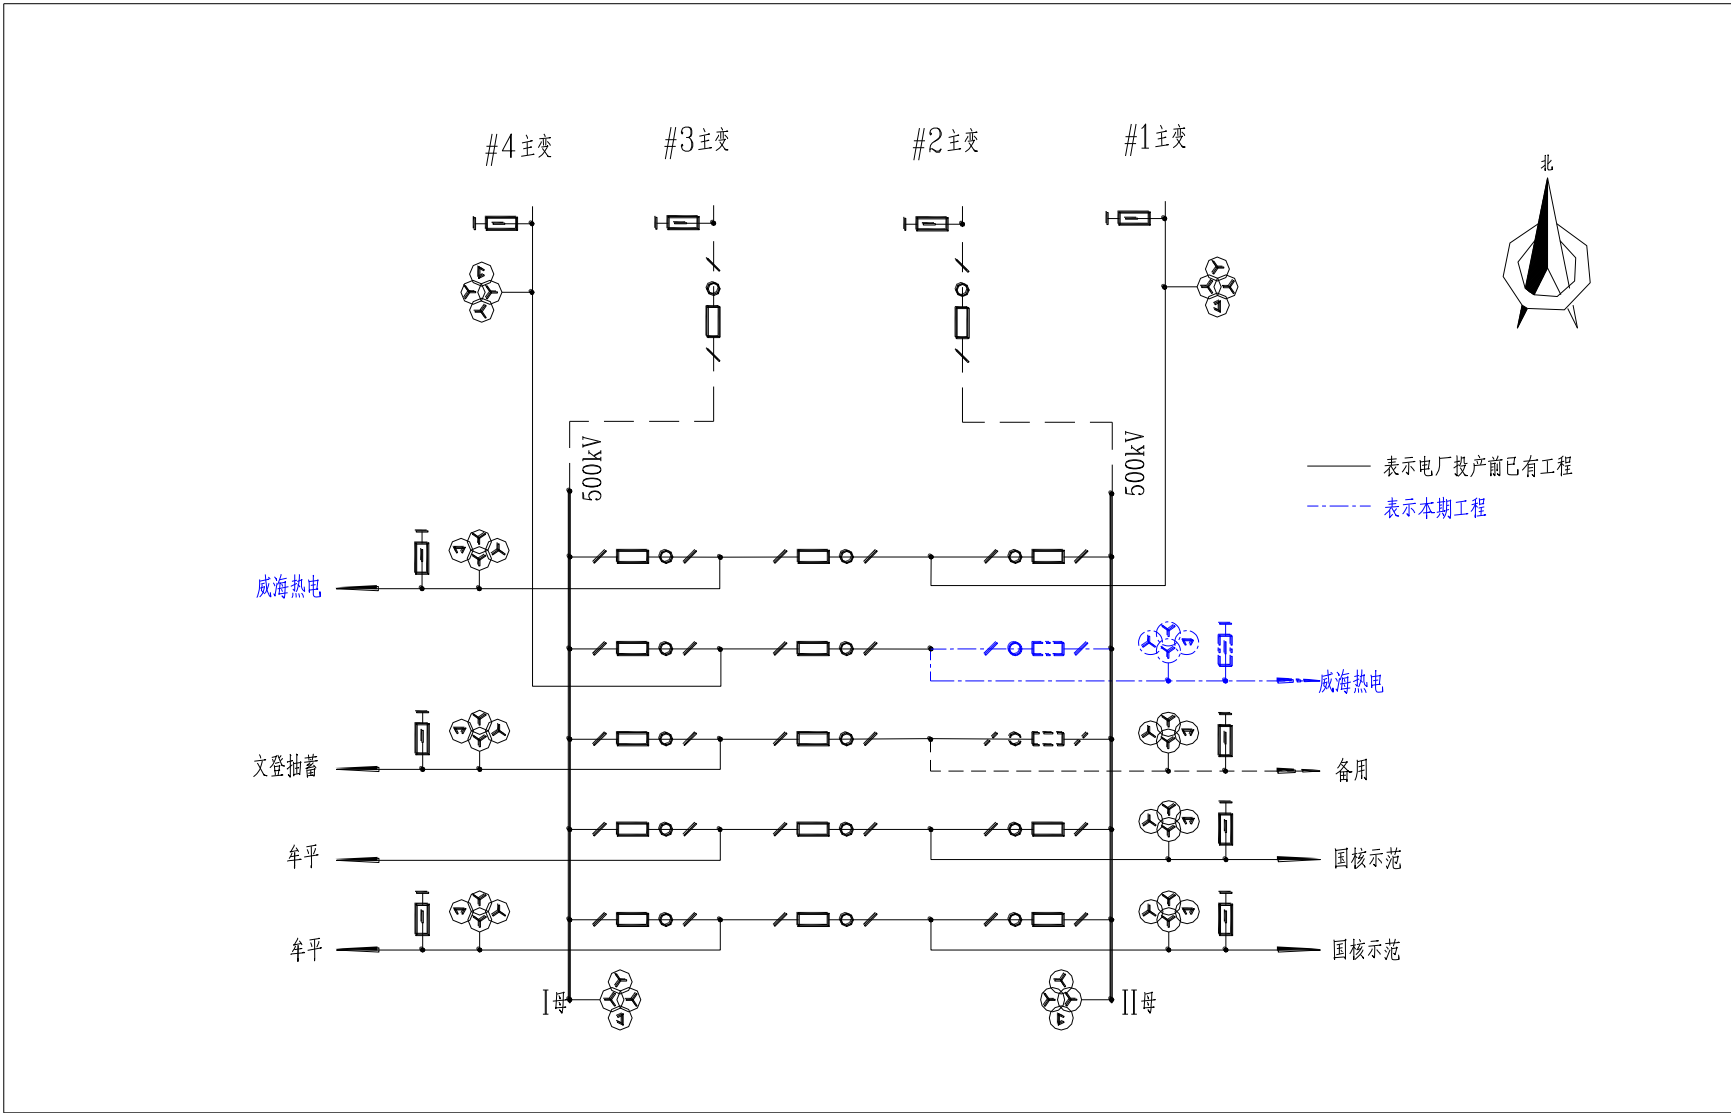 #4主变
#3主变
#2主变
#1主变
北
500kV
500kV
表示电厂投产前已有工程
表示本期工程
威海热电
威海热电
文登抽蓄
备用
牟平
国核示范
牟平
国核示范
I母
II母